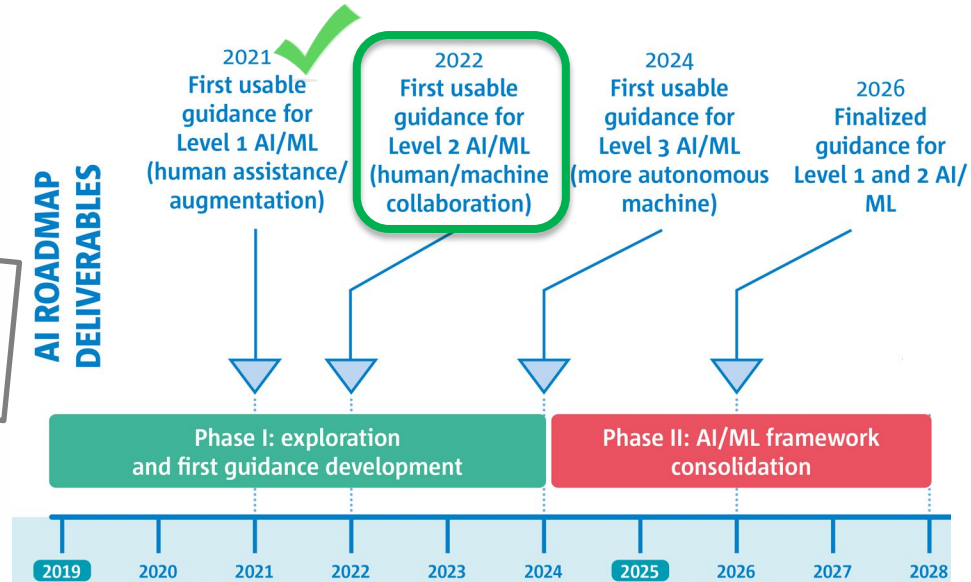 2021
First usable
guidance for
Level 1 AI/ML
(human assistance/
augmentation)
2022
First usable
guidance for
Level 2 AI/ML
(human/machine
collaboration)
2024
First usable
guidance for
Level 3 AI/ML
(more autonomous
machine)
2026
Finalized
guidance for
Level 1 and 2 AI/
ML
AI ROADMAP
DELIVERABLES
Phase I: exploration
and first guidance development
Phase II: AI/ML framework
consolidation
2019 2020 2021 2022 2023 2024 2025 2026 2027 2028